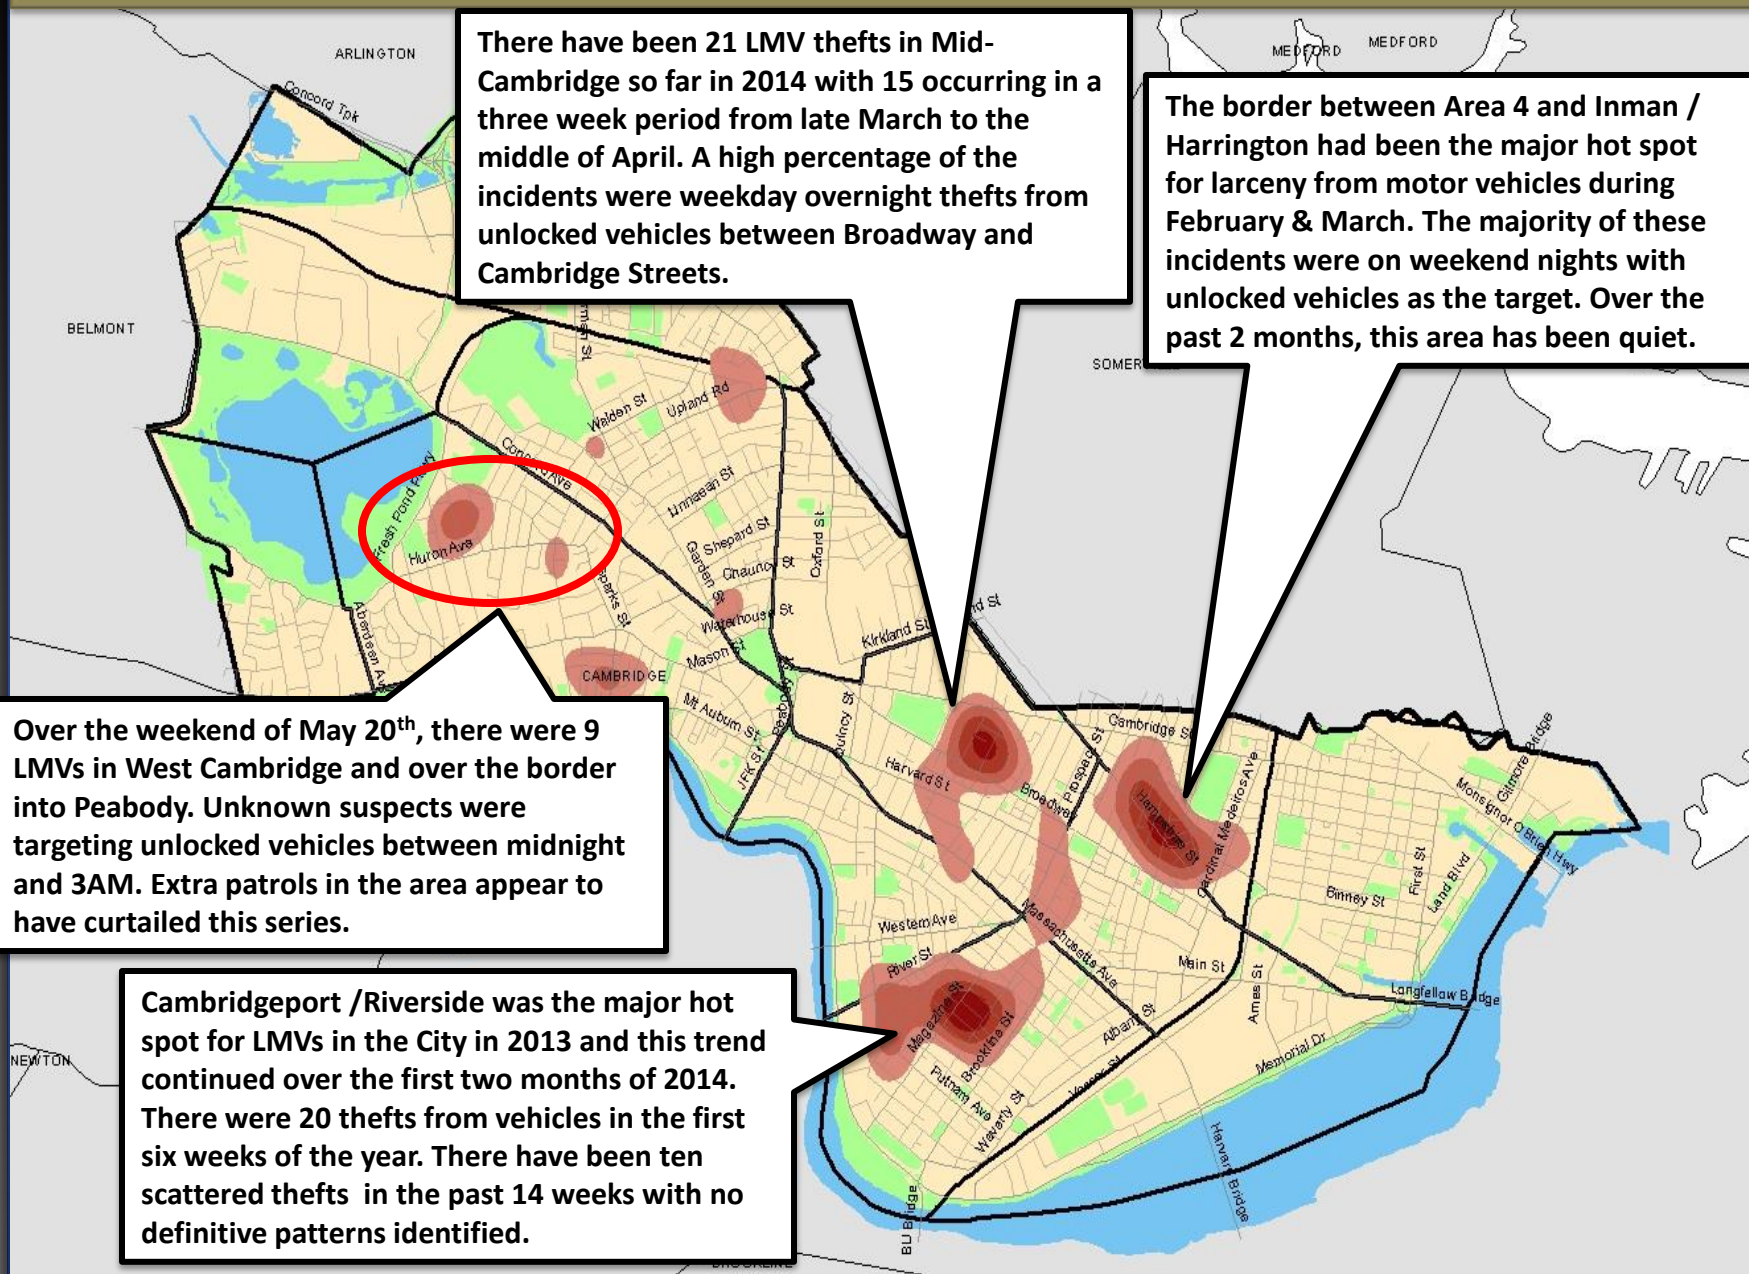 ARLINGTON
MEDFORD
MEDFORD
There have been 21 LMV thefts in Mid-
Cambridge so far in 2014 with 15 occurring in a
three week period from late March to the
middle of April. A high percentage of the
incidents were weekday overnight thefts from
unlocked vehicles between Broadway and
Cambridge Streets.
The border between Area 4 and Inman /
Harrington had been the major hot spot
for larceny from motor vehicles during
February & March. The majority of these
incidents were on weekend nights with
unlocked vehicles as the target. Over the
past 2 months, this area has been quiet.
Concord Tpk
BELMONT
Walden St
Upland Rd
Concord Ave
Fresh Pond Pkwy
Huron Ave
Linnaean St
Shepard St
Chauncy St
Garden St
Oxford St
Waterhouse St
Sparks St
Aberdeen Av
Mason St
Kirkland St
CAMBRIDGE
Mt Auburn St
Peabody St
Quincy St
JFK St
Harvard St
Broadway
Prospect St
Cambridge S
Hampshire St
Cardinal Medeiros Ave
Gilmore Bridge
Monsignor O'Brien Hwy
First St
Land Blvd
Binney St
Over the weekend of May 20th, there were 9
LMVs in West Cambridge and over the border
into Peabody. Unknown suspects were
targeting unlocked vehicles between midnight
and 3AM. Extra patrols in the area appear to
have curtailed this series.
Western Ave
River St
Massachusetts Ave
Main St
Ames St
Longfellow Bridge
Magazine St
Brookline St
Albany St
Memorial Dr
Vassar St
Putnam Ave
Waverly St
Harvard Bridge
BU Bridge
NEWTON
Cambridgeport /Riverside was the major hot
spot for LMVs in the City in 2013 and this trend
continued over the first two months of 2014.
There were 20 thefts from vehicles in the first
six weeks of the year. There have been ten
scattered thefts in the past 14 weeks with no
definitive patterns identified.